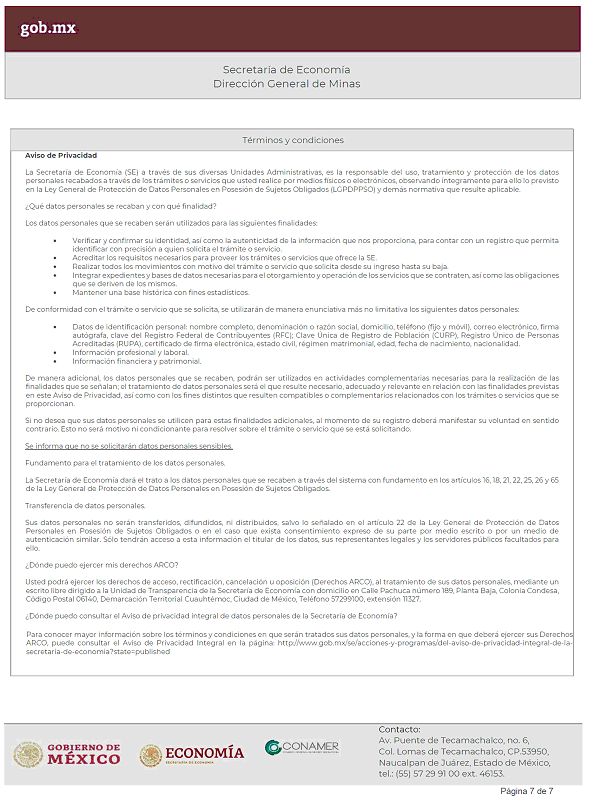 gob.mx
Secretaría de Economía
Dirección General de Minas
Términos y condiciones
Aviso de Privacidad
La Secretaría de Economía (SE) a través de sus diversas Unidades Administrativas, es la responsable del uso, tratamiento y protección de los datos
personales recabados a través de los trámites o servicios que usted realice por medios físicos o electrónicos, observando íntegramente para ello lo previsto
en la Ley General de Protección de Datos Personales en Posesión de Sujetos Obligados (LGPDPPSO) y demás normativa que resulte aplicable.
¿Qué datos personales se recaban y con qué finalidad?
Los datos personales que se recaben serán utilizados para las siguientes finalidades:
• Verificar y confirmar su identidad, así como la autenticidad de la información que nos proporciona, para contar con un registro que permita
identificar con precisión a quien solicita el trámite o servicio.
• Acreditar los requisitos necesarios para proveer los trámites o servicios que ofrece la SE.
• Realizar todos los movimientos con motivo del trámite o servicio que solicita desde su ingreso hasta su baja.
• Integrar expedientes y bases de datos necesarias para el otorgamiento y operación de los servicios que se contraten, así como las obligaciones
que se deriven de los mismos.
• Mantener una base histórica con fines estadísticos.
De conformidad con el trámite o servicio que se solicita, se utilizarán de manera enunciativa más no limitativa los siguientes datos personales:
• Datos de identificación personal: nombre completo, denominación o razón social, domicilio, teléfono (fijo y móvil), correo electrónico, firma
autógrafa, clave del Registro Federal de Contribuyentes (RFC); Clave Única de Registro de Población (CURP), Registro Único de Personas
Acreditadas (RUPA), certificado de firma electrónica, estado civil, régimen matrimonial, edad, fecha de nacimiento, nacionalidad.
• Información profesional y laboral.
• Información financiera y patrimonial.
De manera adicional, los datos personales que se recaben, podrán ser utilizados en actividades complementarias necesarias para la realización de las
finalidades que se señalan; el tratamiento de datos personales será el que resulte necesario, adecuado y relevante en relación con las finalidades previstas
en este Aviso de Privacidad, así como con los fines distintos que resulten compatibles o complementarios relacionados con los trámites o servicios que se
proporcionan.
Si no desea que sus datos personales se utilicen para estas finalidades adicionales, al momento de su registro deberá manifestar su voluntad en sentido
contrario. Esto no será motivo ni condicionante para resolver sobre el trámite o servicio que se está solicitando.
Se informa que no se solicitarán datos personales sensibles.
Fundamento para el tratamiento de los datos personales.
La Secretaría de Economía dará el trato a los datos personales que se recaben a través del sistema con fundamento en los artículos 16, 18, 21, 22, 25, 26 y 65
de la Ley General de Protección de Datos Personales en Posesión de Sujetos Obligados.
Transferencia de datos personales.
Sus datos personales no serán transferidos, difundidos, ni distribuidos, salvo lo señalado en el artículo 22 de la Ley General de Protección de Datos
Personales en Posesión de Sujetos Obligados o en el caso que exista consentimiento expreso de su parte por medio escrito o por un medio de
autenticación similar. Sólo tendrán acceso a esta información el titular de los datos, sus representantes legales y los servidores públicos facultados para
ello.
¿Dónde puedo ejercer mis derechos ARCO?
Usted podrá ejercer los derechos de acceso, rectificación, cancelación u oposición (Derechos ARCO), al tratamiento de sus datos personales, mediante un
escrito libre dirigido a la Unidad de Transparencia de la Secretaría de Economía con domicilio en Calle Pachuca número 189, Planta Baja, Colonia Condesa,
Código Postal 06140, Demarcación Territorial Cuauhtémoc, Ciudad de México, Teléfono 57299100, extensión 11327.
¿Dónde puedo consultar el Aviso de privacidad integral de datos personales de la Secretaría de Economía?
Para conocer mayor información sobre los términos y condiciones en que serán tratados sus datos personales, y la forma en que deberá ejercer sus Derechos
ARCO, puede consultar el Aviso de Privacidad Integral en la página: http://www.gob.mx/se/acciones-y-programas/del-aviso-de-privacidad-integral-de-la-
secretaria-de-economia?state=published
GOBIERNO DE
MÉXICO
ECONOMÍA
SECRETARÍA DE ECONOMÍA
CONAMER
Contacto:
Av. Puente de Tecamachalco, no. 6,
Col. Lomas de Tecamachalco, CP.53950,
Naucalpan de Juárez, Estado de México,
tel.: (55) 57 29 91 00 ext. 46153.
Página 7 de 7